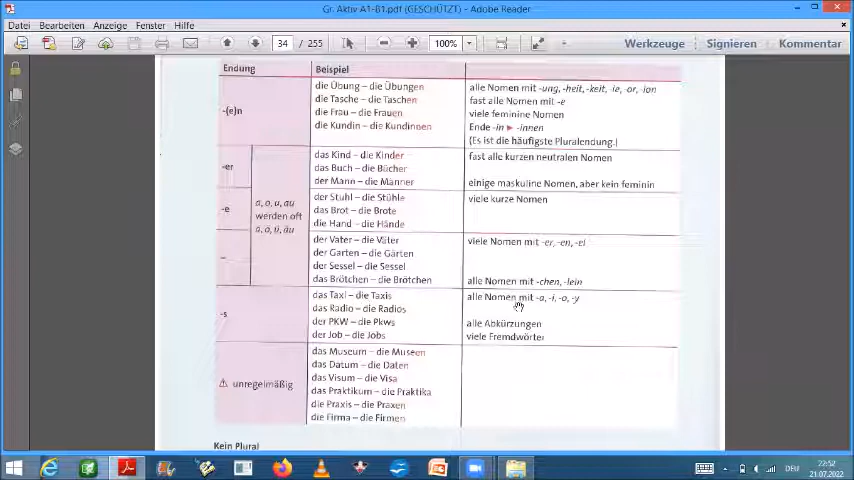 Gr. Aktiv A1-B1.pdf (GESCHÜTZT) - Adobe Reader
Datei Bearbeiten Anzeige Fenster Hilfe
34 / 255 100% Werkzeuge Signieren Kommentar
Endung Beispiel
-(e)n
die Übung – die Übungen
die Tasche – die Taschen
die Frau – die Frauen
die Kundin – die Kundinnen
alle Nomen mit -ung, -heit, -keit, -ie, -or, -ion
fast alle Nomen mit -e
viele feminine Nomen
Ende -in ► -innen
(Es ist die häufigste Pluralendung.)
-er
a, o, u, au
werden oft
ä, ö, ü, äu
das Kind – die Kinder
das Buch – die Bücher
der Mann – die Männer
fast alle kurzen neutralen Nomen
einige maskuline Nomen, aber kein feminin
-e
der Stuhl – die Stühle
das Brot – die Brote
die Hand – die Hände
viele kurze Nomen
–
der Vater – die Väter
der Garten – die Gärten
der Sessel – die Sessel
das Brötchen – die Brötchen
viele Nomen mit -er, -en, -el
alle Nomen mit -chen, -lein
-s
das Taxi – die Taxis
das Radio – die Radios
der PKW – die Pkws
der Job – die Jobs
alle Nomen mit -a, -i, -o, -y
alle Abkürzungen
viele Fremdwörter
⚠ unregelmäßig
das Museum – die Museen
das Datum – die Daten
das Visum – die Visa
das Praktikum – die Praktika
die Praxis – die Praxen
die Firma – die Firmen
Kein Plural
DEU
22:52
21.07.2022